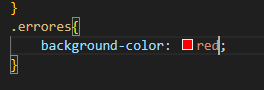 }
.errores{
background-color: red;
}